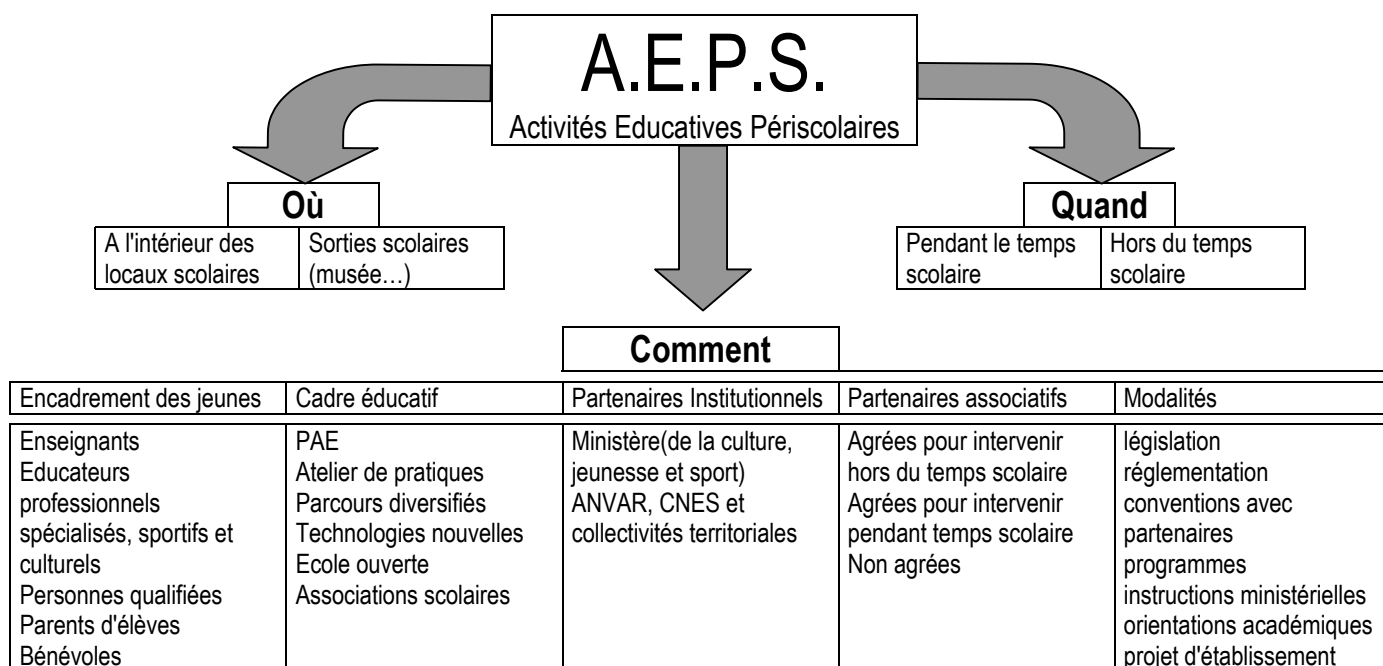 A.E.P.S.
Activités Educatives Périscolaires
Où
A l'intérieur des
locaux scolaires
Sorties scolaires
(musée…)
Quand
Pendant le temps
scolaire
Hors du temps
scolaire
Comment
Encadrement des jeunes
Cadre éducatif
Partenaires Institutionnels
Partenaires associatifs
Modalités
Enseignants
Educateurs
professionnels
spécialisés, sportifs et
culturels
Personnes qualifiées
Parents d'élèves
Bénévoles
PAE
Atelier de pratiques
Parcours diversifiés
Technologies nouvelles
Ecole ouverte
Associations scolaires
Ministère(de la culture,
jeunesse et sport)
ANVAR, CNES et
collectivités territoriales
Agrées pour intervenir
hors du temps scolaire
Agrées pour intervenir
pendant temps scolaire
Non agrées
législation
réglementation
conventions avec
partenaires
programmes
instructions ministérielles
orientations académiques
projet d'établissement